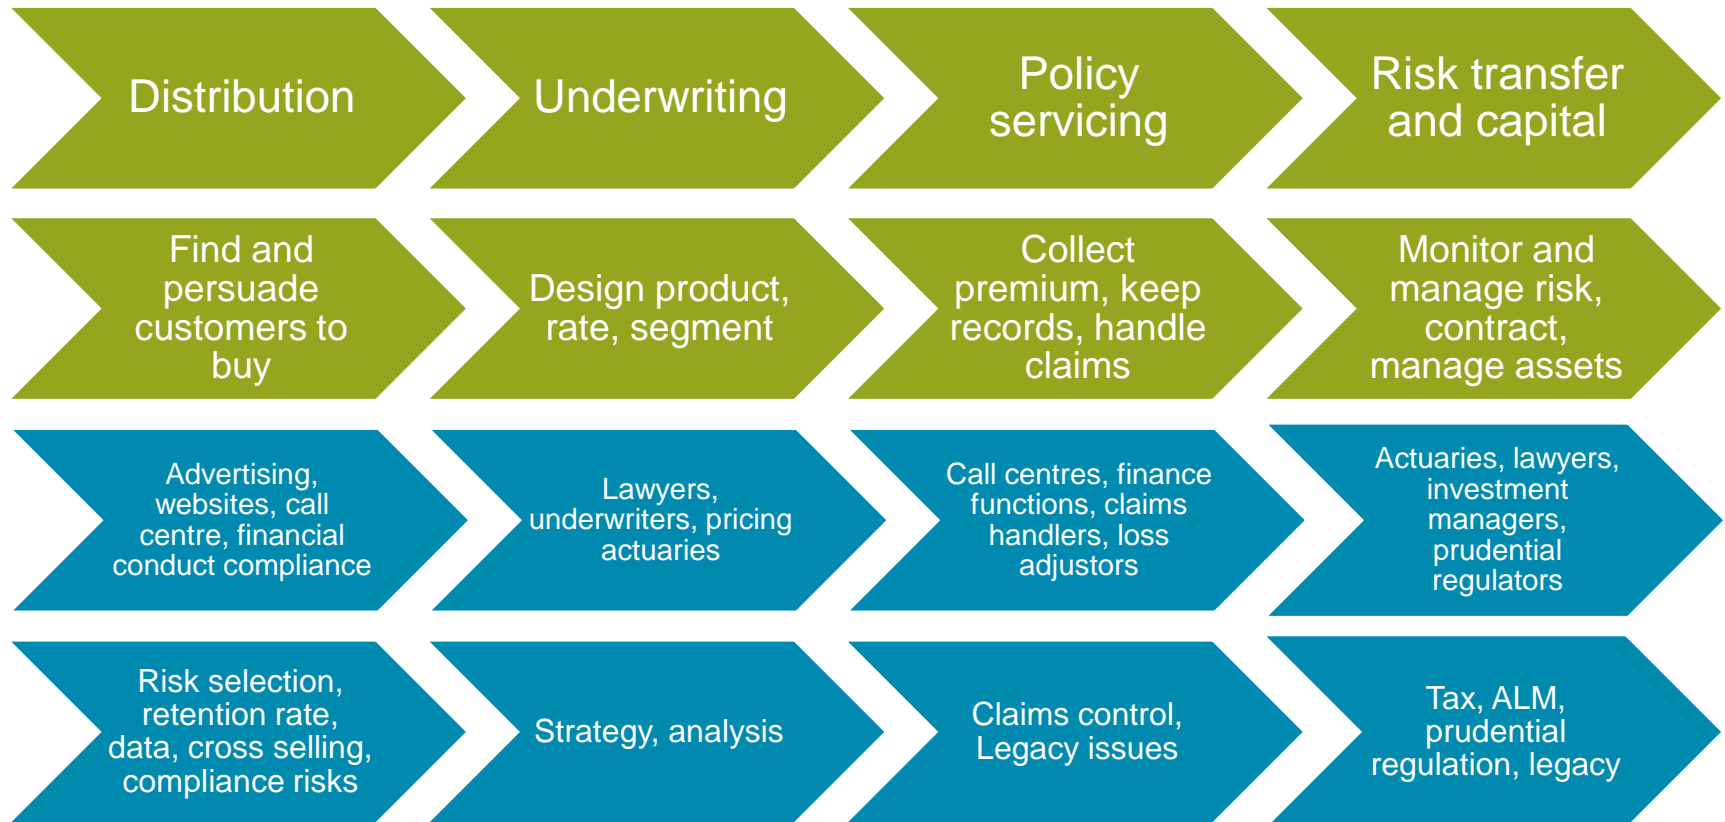 Distribution
Underwriting
Policy
servicing
Risk transfer
and capital
Find and
persuade
customers to
buy
Design product,
rate, segment
Collect
premium, keep
records, handle
claims
Monitor and
manage risk,
contract,
manage assets
Advertising,
websites, call
centre, financial
conduct compliance
Lawyers,
underwriters, pricing
actuaries
Call centres, finance
functions, claims
handlers, loss
adjustors
Actuaries, lawyers,
investment
managers,
prudential
regulators
Risk selection,
retention rate,
data, cross selling,
compliance risks
Strategy, analysis
Claims control,
Legacy issues
Tax, ALM,
prudential
regulation, legacy